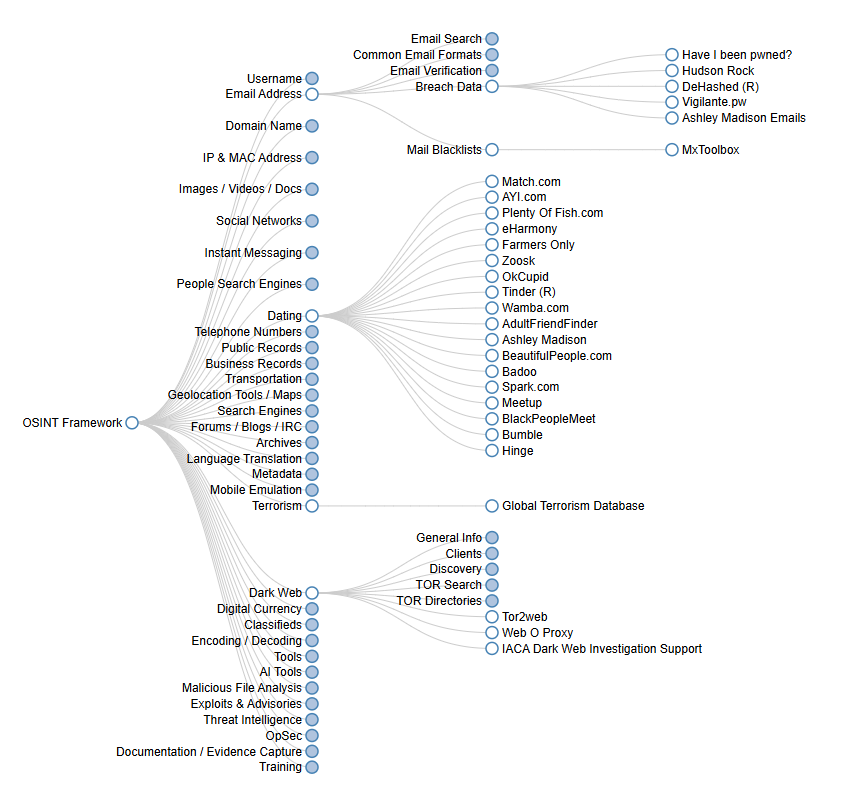 Email Search
Common Email Formats
Have I been pwned?
Email Verification
Hudson Rock
Username
Breach Data
DeHashed (R)
Email Address
Vigilante.pw
Ashley Madison Emails
Domain Name
Mail Blacklists
MxToolbox
IP & MAC Address
Match.com
Images / Videos / Docs
AYI.com
Plenty Of Fish.com
Social Networks
eHarmony
Farmers Only
Instant Messaging
Zoosk
OkCupid
People Search Engines
Tinder (R)
Wamba.com
Dating
AdultFriendFinder
Telephone Numbers
Ashley Madison
Public Records
BeautifulPeople.com
Business Records
Badoo
Transportation
Spark.com
Geolocation Tools / Maps
Meetup
Search Engines
BlackPeopleMeet
OSINT Framework
Forums / Blogs / IRC
Bumble
Archives
Hinge
Language Translation
Metadata
Mobile Emulation
Terrorism
Global Terrorism Database
General Info
Clients
Discovery
TOR Search
Dark Web
TOR Directories
Digital Currency
Tor2web
Classifieds
Web O Proxy
Encoding / Decoding
IACA Dark Web Investigation Support
Tools
AI Tools
Malicious File Analysis
Exploits & Advisories
Threat Intelligence
OpSec
Documentation / Evidence Capture
Training